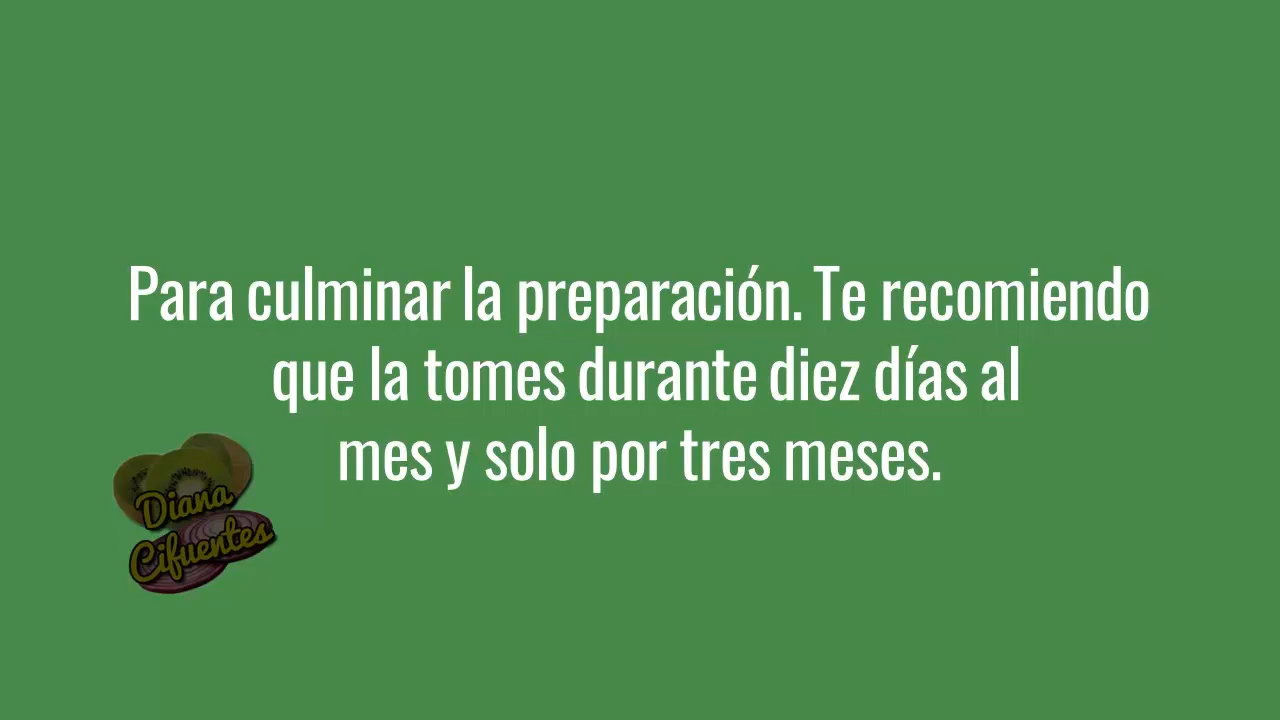 Para culminar la preparación. Te recomiendo
que la tomes durante diez días al
mes y solo por tres meses.
Diana
Cifuentes